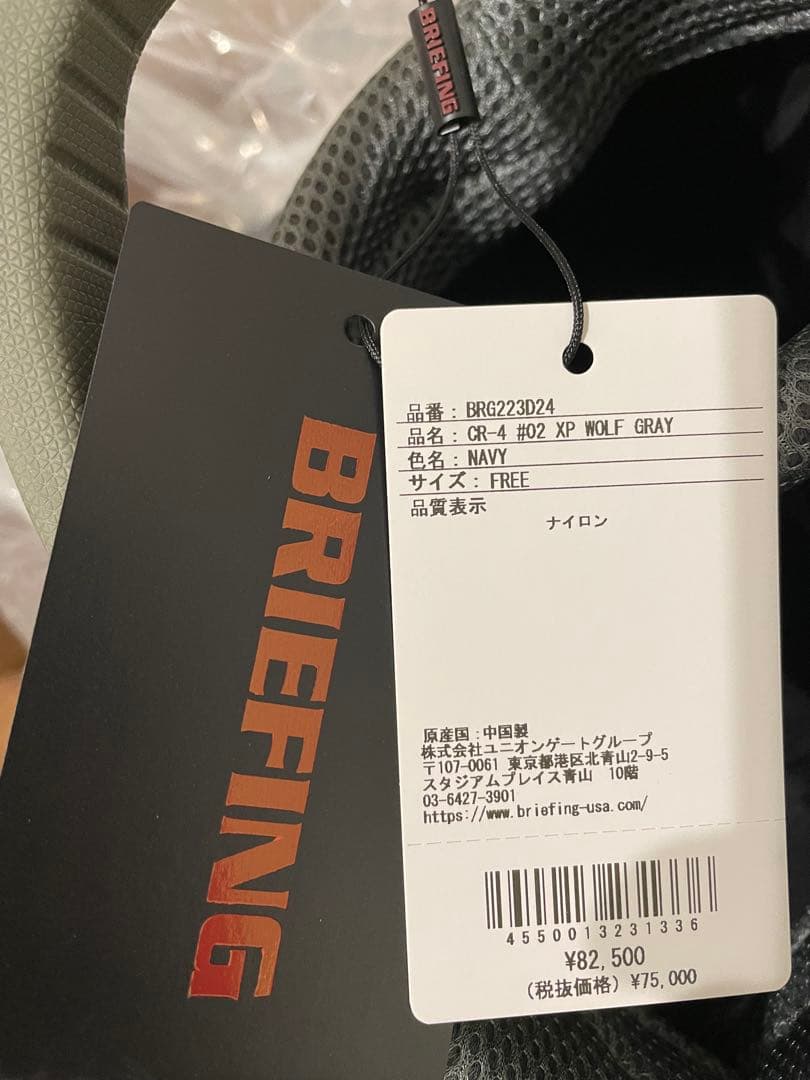 BRIEFING
BRIEFING
品番：BRG223D24
品名：CR-4 #02 XP WOLF GRAY
色名：NAVY
サイズ：FREE
品質表示
ナイロン
原産国：中国製
株式会社ユニオンゲートグループ
〒107-0061 東京都港区北青山2-9-5
スタジアムプレイス青山 10階
03-6427-3901
https://www.briefing-usa.com/
4550013231336
¥82,500
(税抜価格) ¥75,000